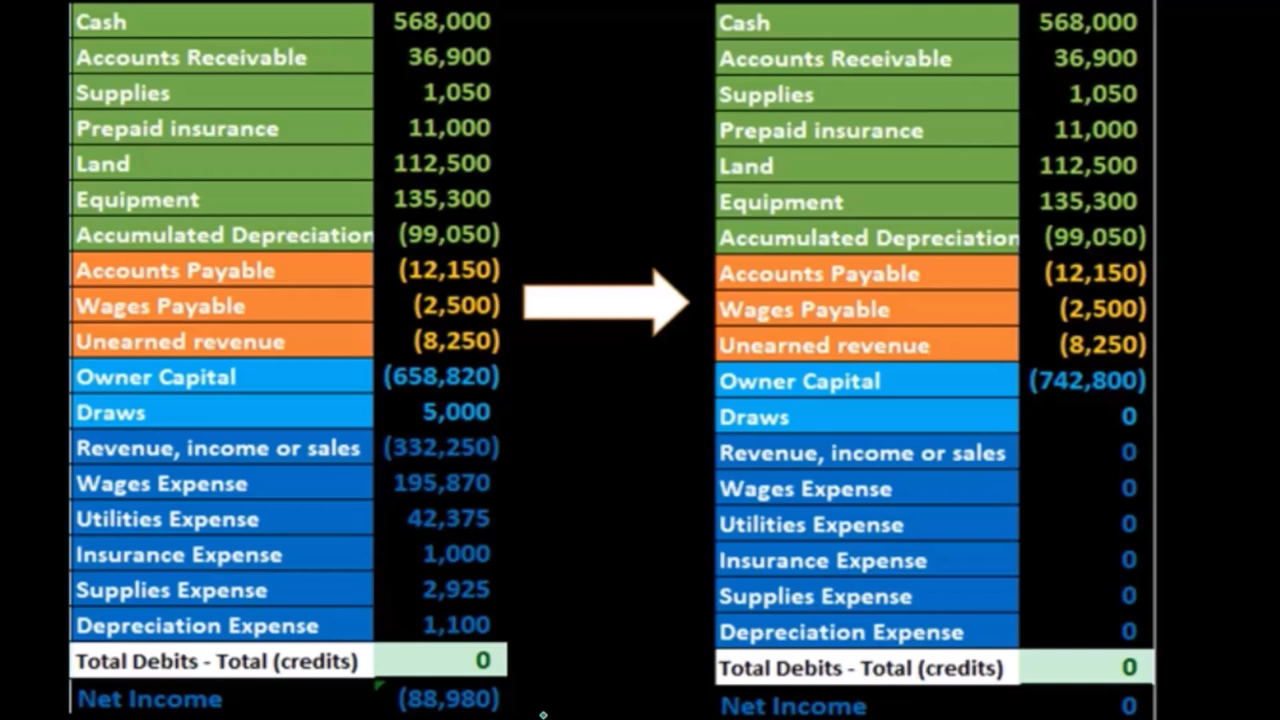 Cash 568,000
Accounts Receivable 36,900
Supplies 1,050
Prepaid insurance 11,000
Land 112,500
Equipment 135,300
Accumulated Depreciation (99,050)
Accounts Payable (12,150)
Wages Payable (2,500)
Unearned revenue (8,250)
Owner Capital (658,820)
Draws 5,000
Revenue, income or sales (332,250)
Wages Expense 195,870
Utilities Expense 42,375
Insurance Expense 1,000
Supplies Expense 2,925
Depreciation Expense 1,100
Total Debits - Total (credits) 0
Net Income (88,980)
Cash 568,000
Accounts Receivable 36,900
Supplies 1,050
Prepaid insurance 11,000
Land 112,500
Equipment 135,300
Accumulated Depreciation (99,050)
Accounts Payable (12,150)
Wages Payable (2,500)
Unearned revenue (8,250)
Owner Capital (742,800)
Draws 0
Revenue, income or sales 0
Wages Expense 0
Utilities Expense 0
Insurance Expense 0
Supplies Expense 0
Depreciation Expense 0
Total Debits - Total (credits) 0
Net Income 0